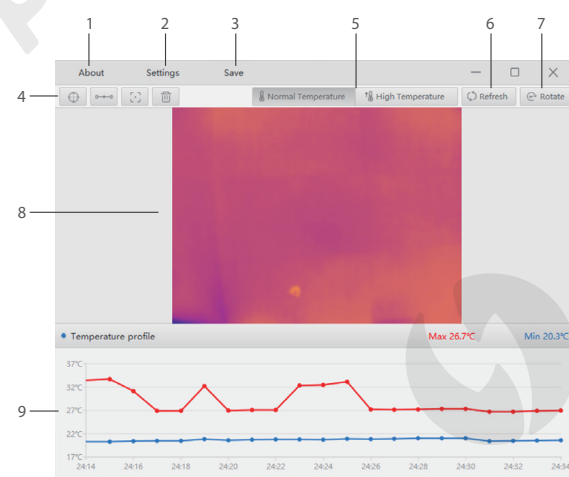 1 2 3 5 6 7
About Settings Save
4
Normal Temperature High Temperature Refresh Rotate
8
Temperature profile Max 26.7℃ Min 20.3℃
37℃
32℃
9
27℃
22℃
17℃
24:14 24:16 24:18 24:20 24:22 24:24 24:26 24:28 24:30 24:32 24:34